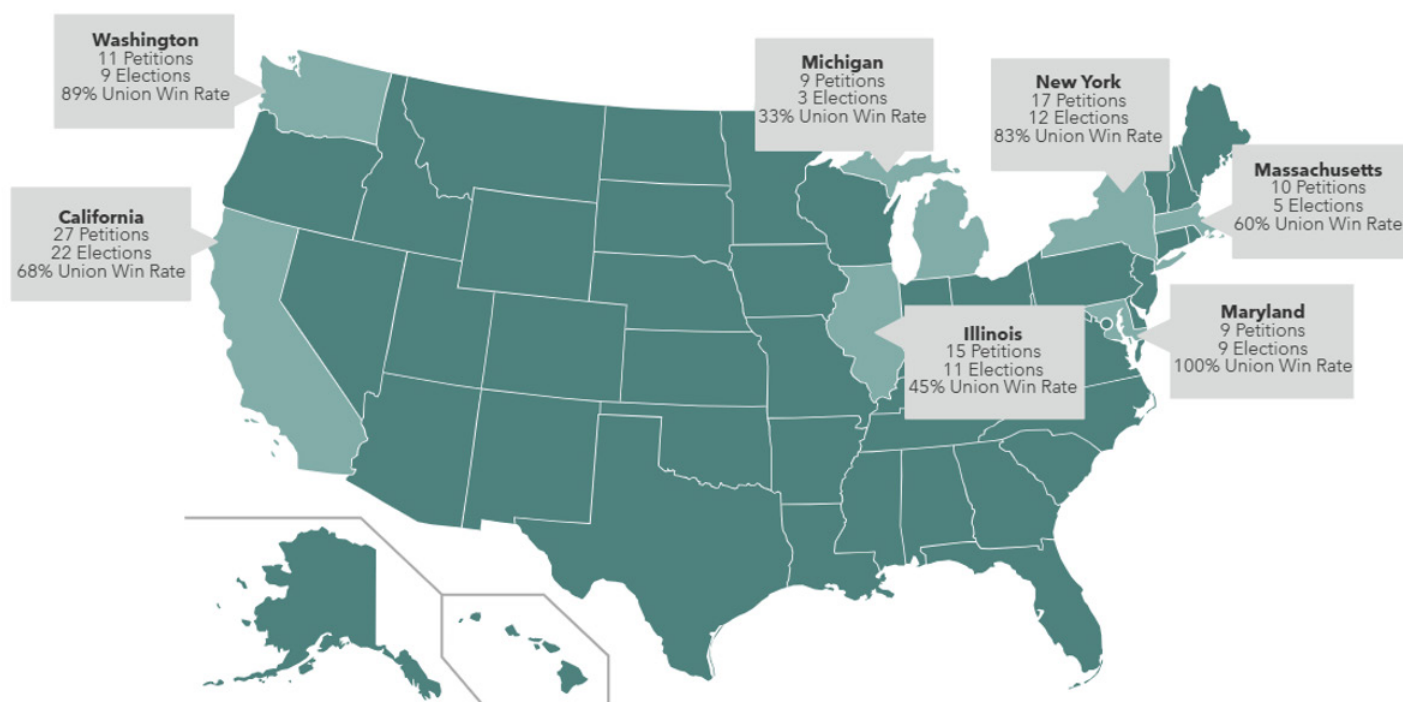 Washington
11 Petitions
9 Elections
89% Union Win Rate
Michigan
9 Petitions
3 Elections
33% Union Win Rate
New York
17 Petitions
12 Elections
83% Union Win Rate
Massachusetts
10 Petitions
5 Elections
60% Union Win Rate
California
27 Petitions
22 Elections
68% Union Win Rate
Illinois
15 Petitions
11 Elections
45% Union Win Rate
Maryland
9 Petitions
9 Elections
100% Union Win Rate